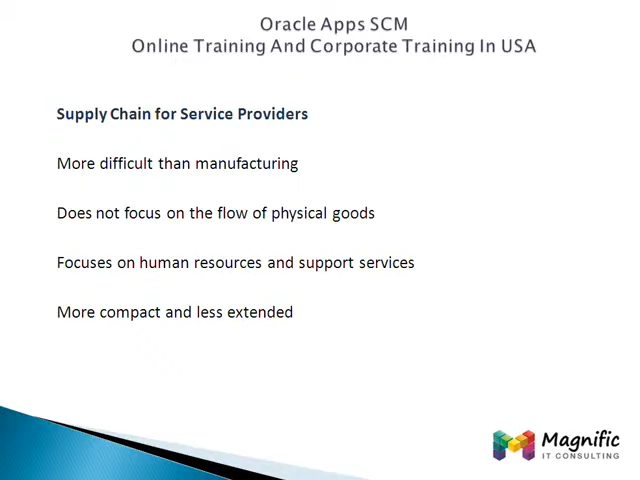 Oracle Apps SCM
Online Training And Corporate Training In USA
Supply Chain for Service Providers
More difficult than manufacturing
Does not focus on the flow of physical goods
Focuses on human resources and support services
More compact and less extended
Magnific
IT CONSULTING